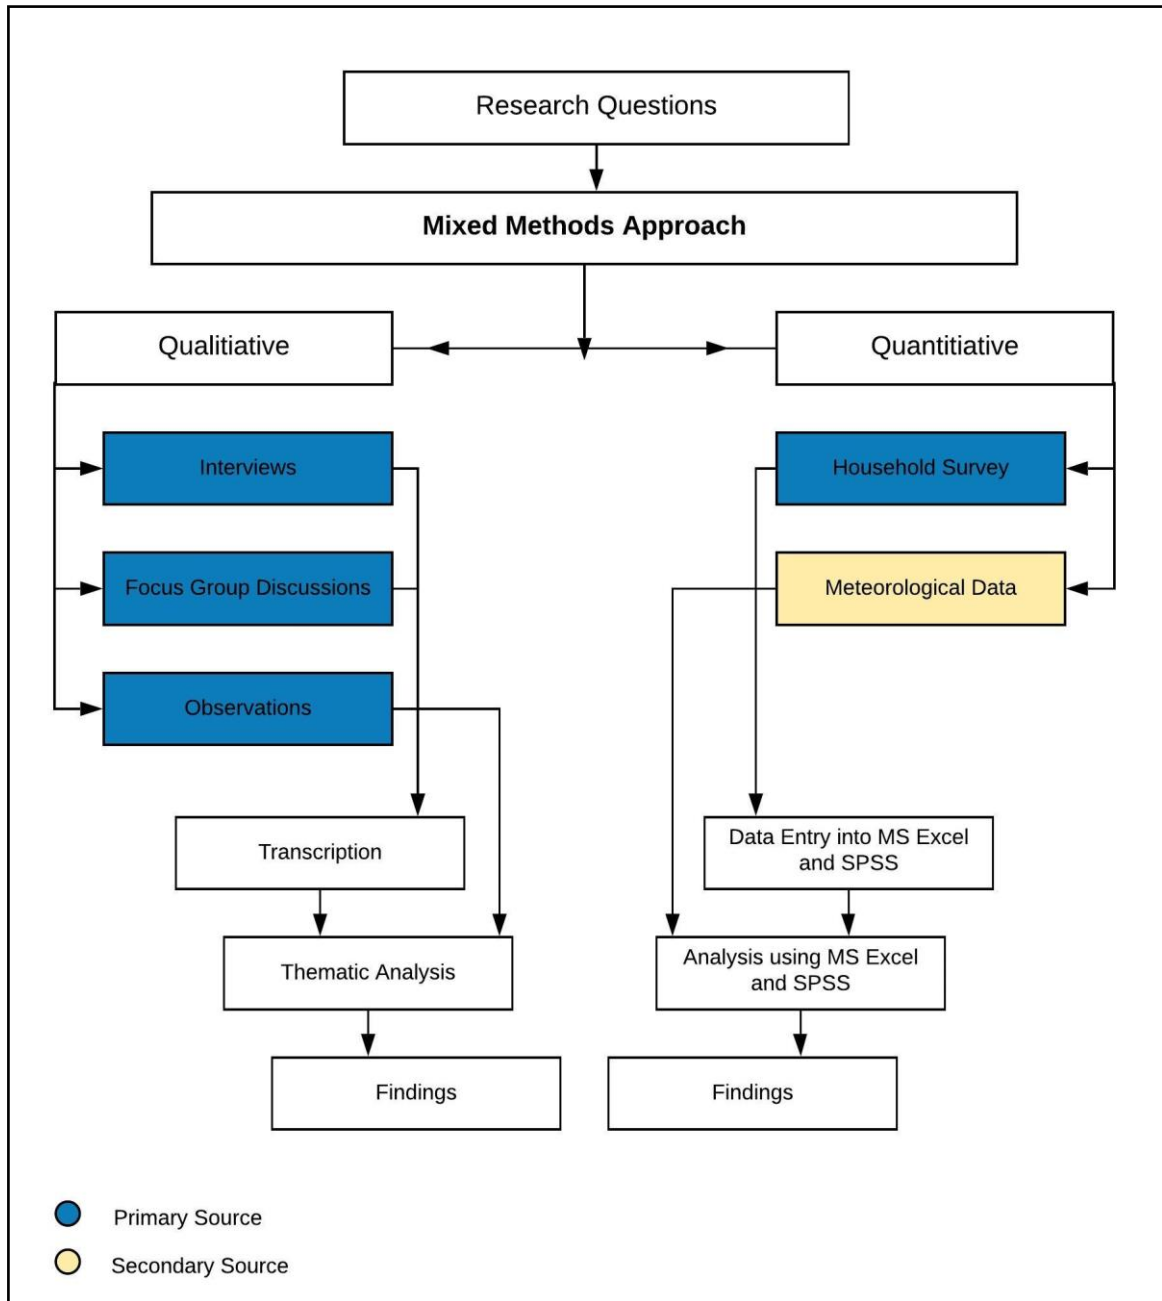 Research Questions
Mixed Methods Approach
Qualitiative
Quantitiative
Interviews
Household Survey
Focus Group Discussions
Meteorological Data
Observations
Transcription
Data Entry into MS Excel
and SPSS
Thematic Analysis
Analysis using MS Excel
and SPSS
Findings
Findings
Primary Source
Secondary Source